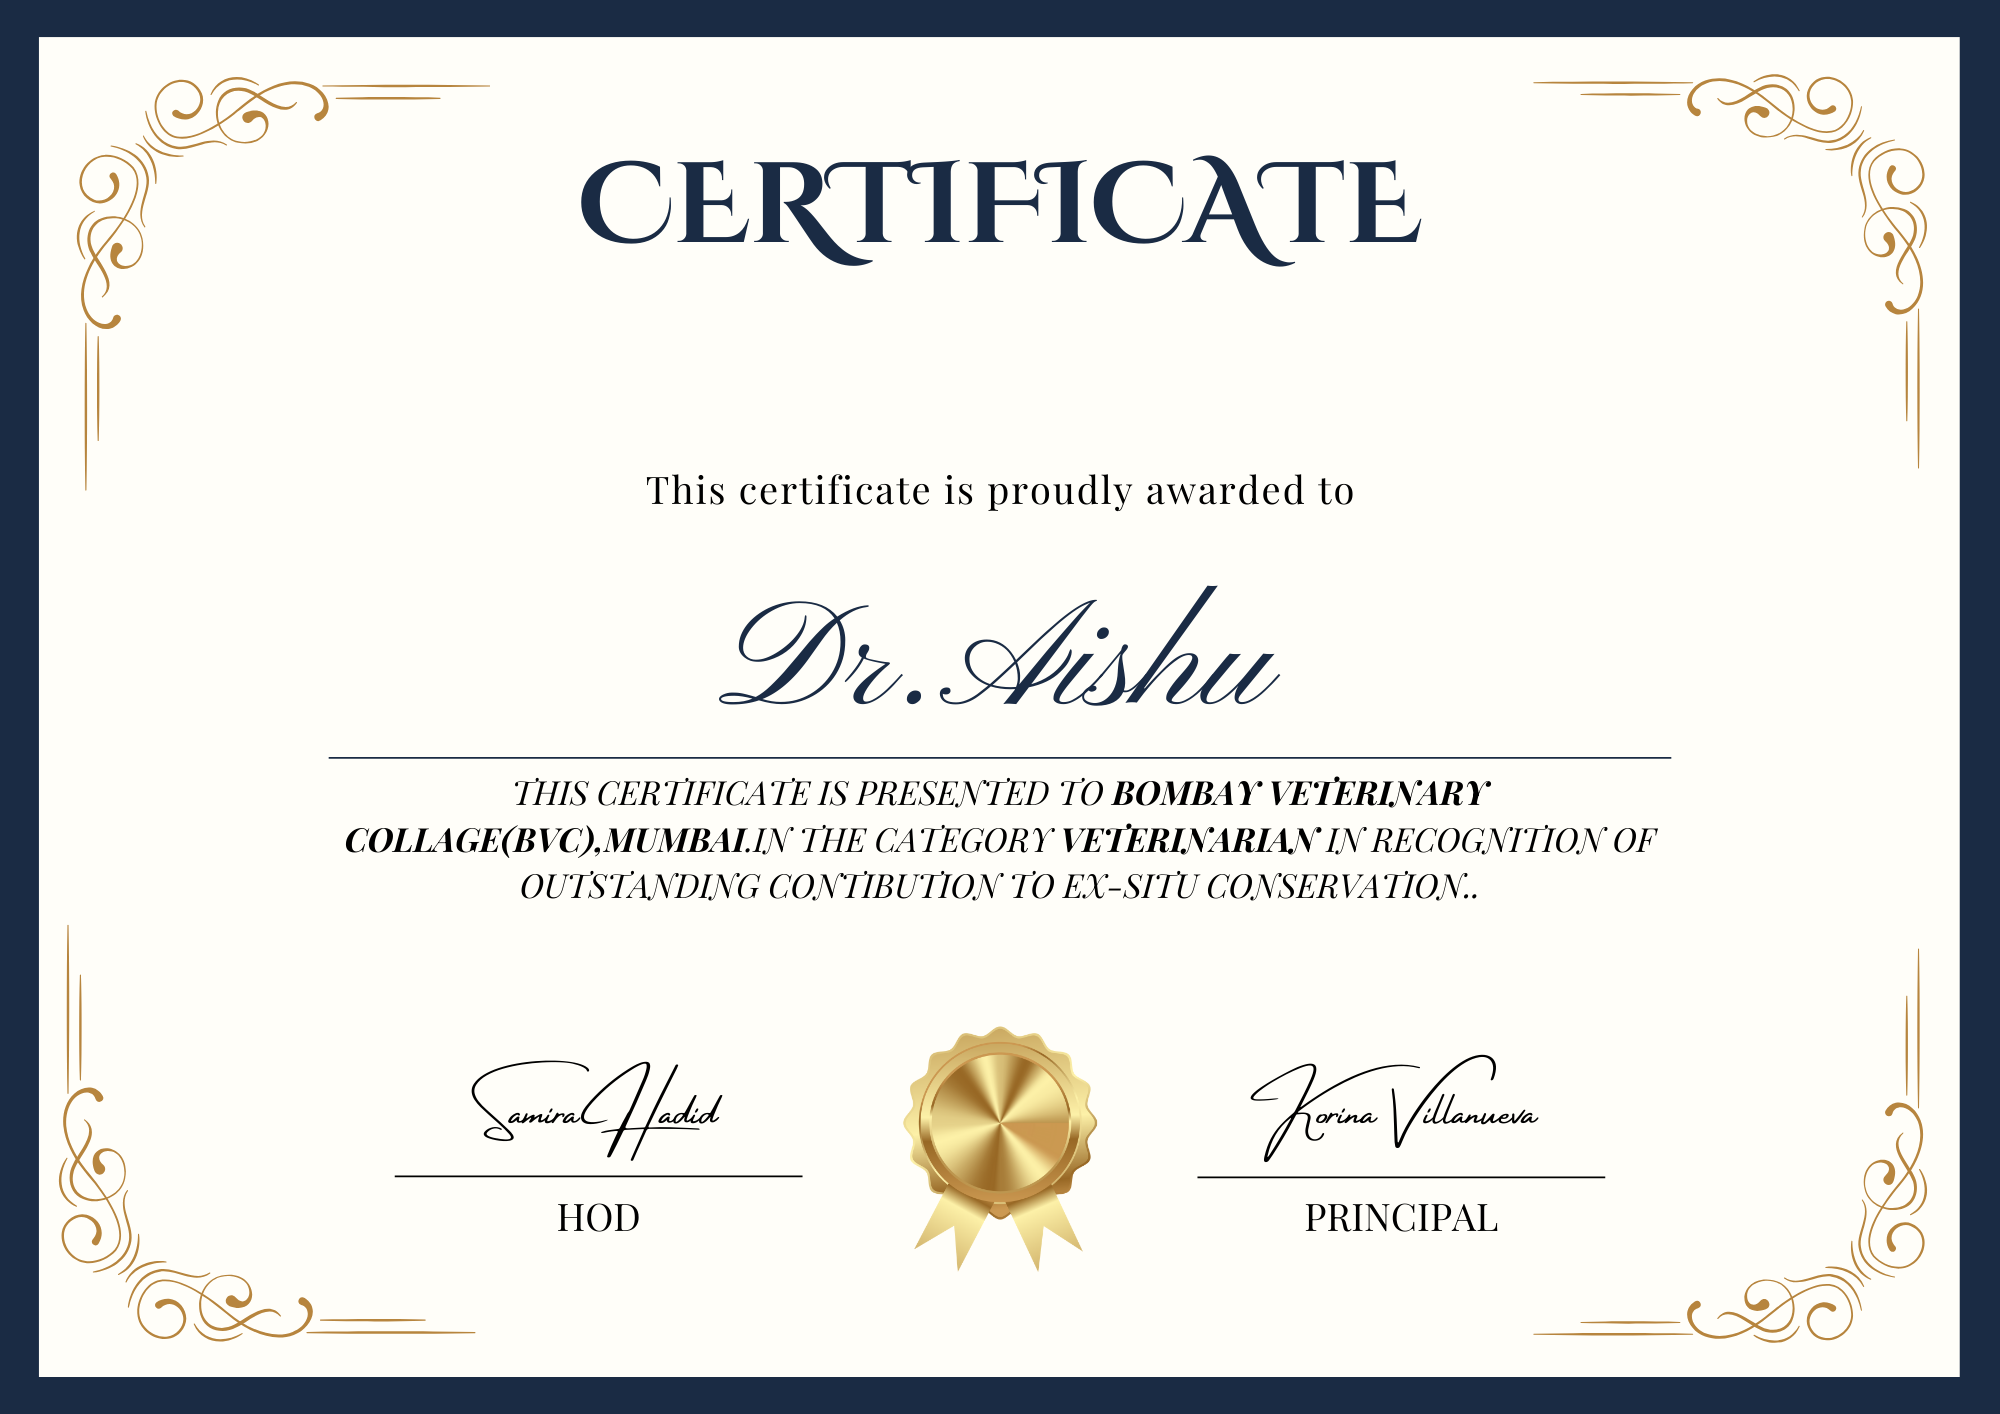 CERTIFICATE
This certificate is proudly awarded to
Dr. Aishu
THIS CERTIFICATE IS PRESENTED TO BOMBAY VETERINARY
COLLAGE(BVC),MUMBAI.IN THE CATEGORY VETERINARIAN IN RECOGNITION OF
OUTSTANDING CONTIBUTION TO EX-SITU CONSERVATION..
Samira Hadid
Korina Villanueva
HOD
PRINCIPAL